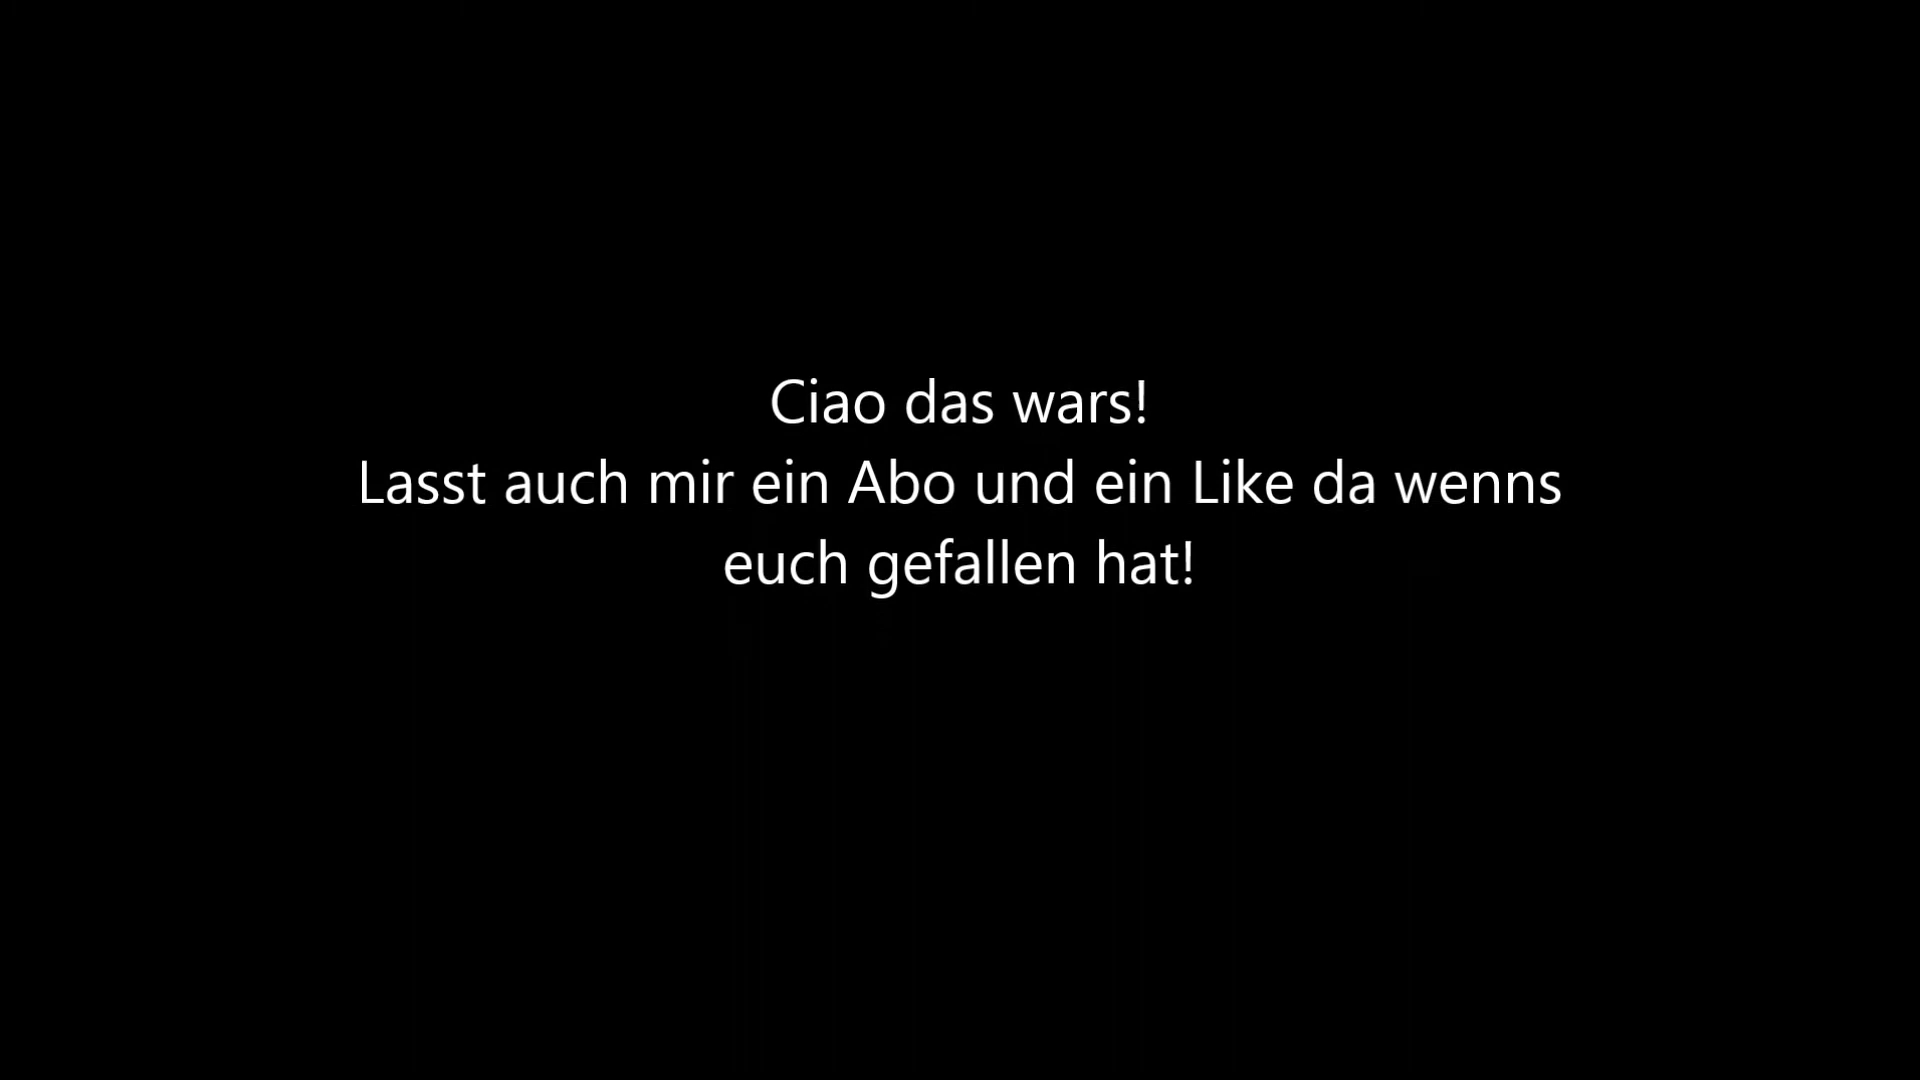 Ciao das wars!
Lasst auch mir ein Abo und ein Like da wenns
euch gefallen hat!